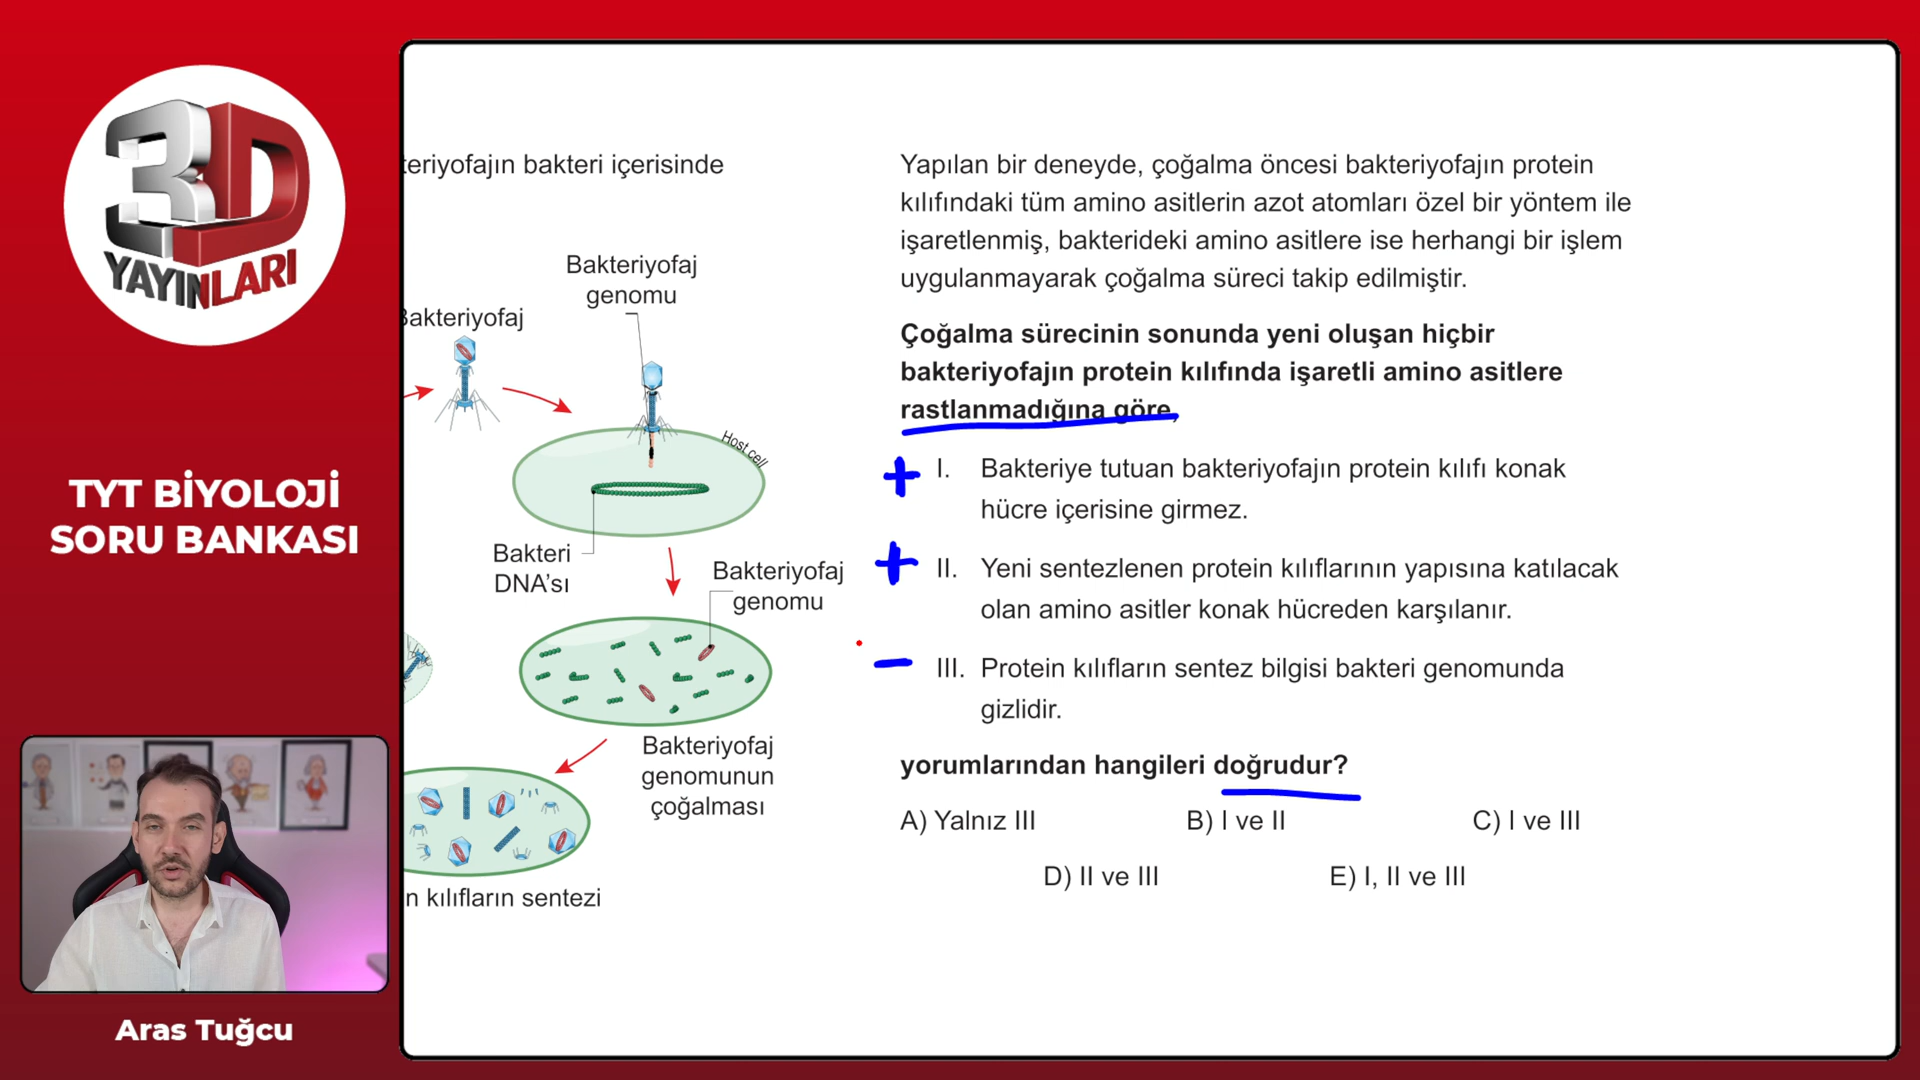 3D
YAYINLARI
TYT BİYOLOJİ
SORU BANKASI
Aras Tuğcu
teriyofajın bakteri içerisinde
Bakteriyofaj
genomu
Bakteriyofaj
Host cell
Bakteri
DNA'sı
Bakteriyofaj
genomu
Bakteriyofaj
genomunun
çoğalması
n kılıfların sentezi
Yapılan bir deneyde, çoğalma öncesi bakteriyofajın protein
kılıfındaki tüm amino asitlerin azot atomları özel bir yöntem ile
işaretlenmiş, bakterideki amino asitlere ise herhangi bir işlem
uygulanmayarak çoğalma süreci takip edilmiştir.
Çoğalma sürecinin sonunda yeni oluşan hiçbir
bakteriyofajın protein kılıfında işaretli amino asitlere
rastlanmadığına göre,
+ I. Bakteriye tutuan bakteriyofajın protein kılıfı konak
hücre içerisine girmez.
+ II. Yeni sentezlenen protein kılıflarının yapısına katılacak
olan amino asitler konak hücreden karşılanır.
- III. Protein kılıfların sentez bilgisi bakteri genomunda
gizlidir.
yorumlarından hangileri doğrudur?
A) Yalnız III B) I ve II C) I ve III
D) II ve III E) I, II ve III